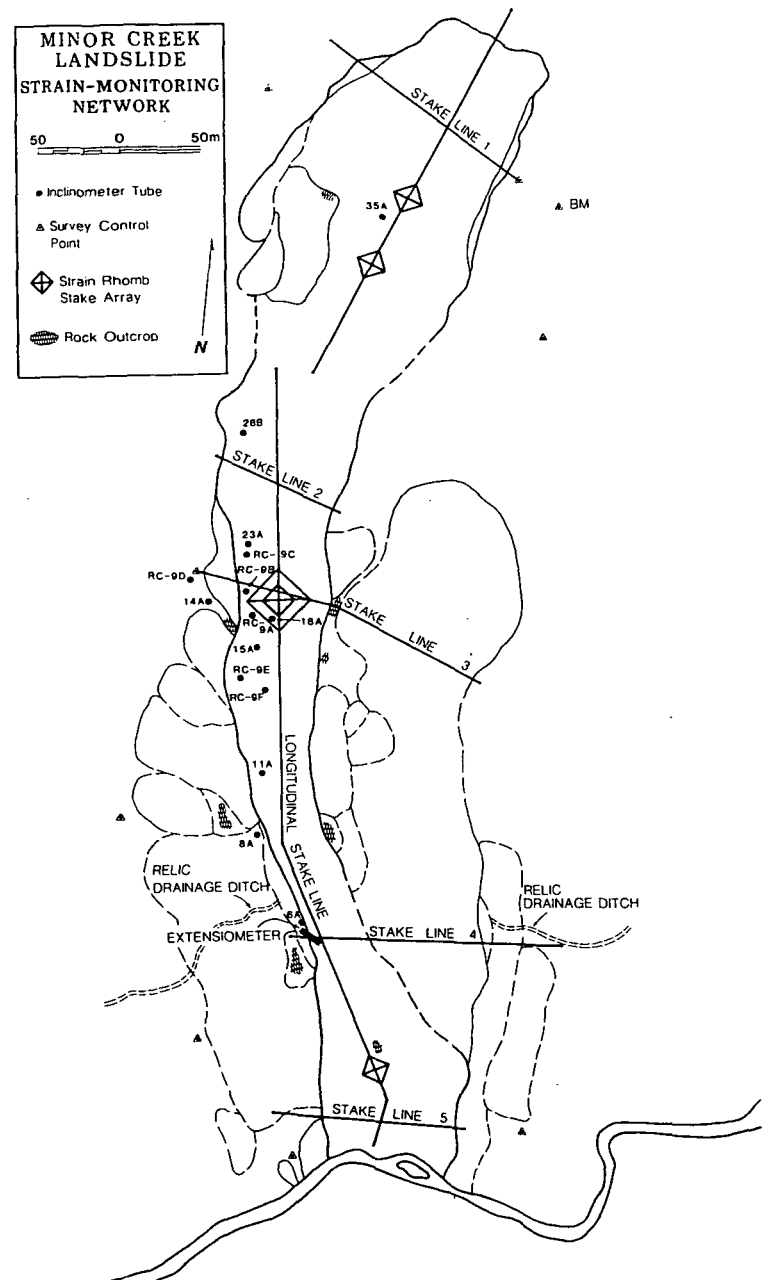 MINOR CREEK
LANDSLIDE
STRAIN-MONITORING
NETWORK
50 0 50m
Inclinometer Tube
Survey Control
Point
Strain Rhomb
Stake Array
Rock Outcrop
N
STAKE LINE 1
35A
BM
28B
STAKE LINE 2
23A
RC-9C
RC-9B
RC-9D
14A
RC-
9A
18A
STAKE LINE 3
15A
RC-9E
RC-9F
LONGITUDINAL STAKE LINE
11A
8A
RELIC
DRAINAGE DITCH
RELIC
DRAINAGE DITCH
6A
EXTENSIOMETER
STAKE LINE 4
STAKE LINE 5